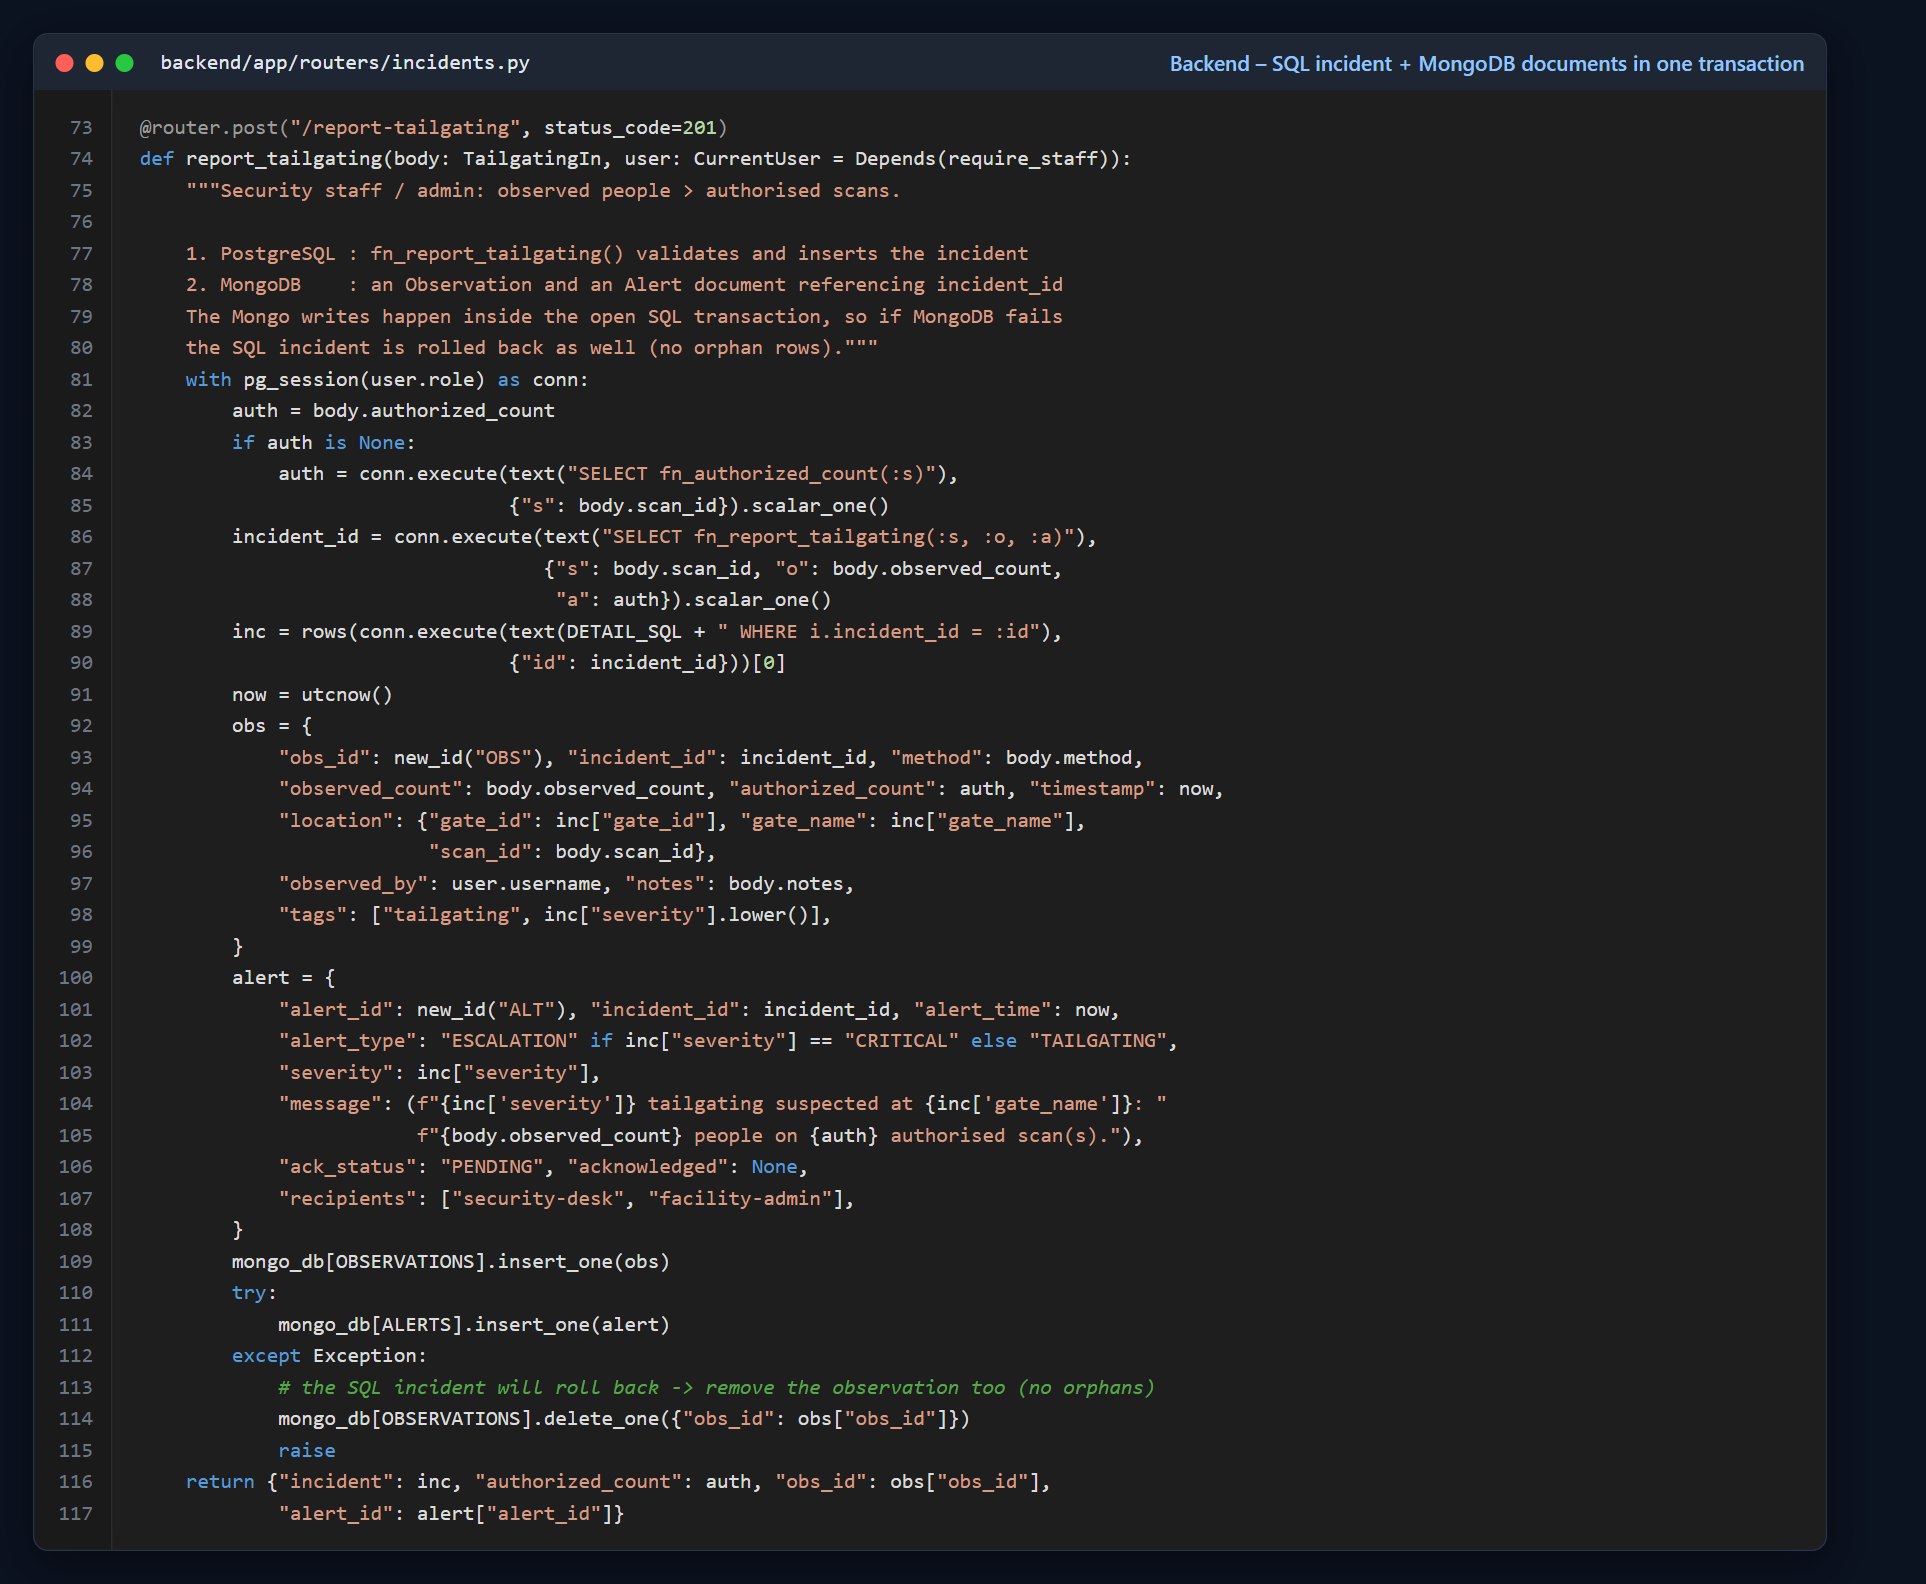 backend/app/routers/incidents.py
Backend – SQL incident + MongoDB documents in one transaction
73 @router.post("/report-tailgating", status_code=201)
74 def report_tailgating(body: TailgatingIn, user: CurrentUser = Depends(require_staff)):
75     """Security staff / admin: observed people > authorised scans.
76
77     1. PostgreSQL : fn_report_tailgating() validates and inserts the incident
78     2. MongoDB    : an Observation and an Alert document referencing incident_id
79     The Mongo writes happen inside the open SQL transaction, so if MongoDB fails
80     the SQL incident is rolled back as well (no orphan rows)."""
81     with pg_session(user.role) as conn:
82         auth = body.authorized_count
83         if auth is None:
84             auth = conn.execute(text("SELECT fn_authorized_count(:s)"),
85                                 {"s": body.scan_id}).scalar_one()
86         incident_id = conn.execute(text("SELECT fn_report_tailgating(:s, :o, :a)"),
87                                    {"s": body.scan_id, "o": body.observed_count,
88                                     "a": auth}).scalar_one()
89         inc = rows(conn.execute(text(DETAIL_SQL + " WHERE i.incident_id = :id"),
90                                 {"id": incident_id}))[0]
91         now = utcnow()
92         obs = {
93             "obs_id": new_id("OBS"), "incident_id": incident_id, "method": body.method,
94             "observed_count": body.observed_count, "authorized_count": auth, "timestamp": now,
95             "location": {"gate_id": inc["gate_id"], "gate_name": inc["gate_name"],
96                          "scan_id": body.scan_id},
97             "observed_by": user.username, "notes": body.notes,
98             "tags": ["tailgating", inc["severity"].lower()],
99         }
100         alert = {
101             "alert_id": new_id("ALT"), "incident_id": incident_id, "alert_time": now,
102             "alert_type": "ESCALATION" if inc["severity"] == "CRITICAL" else "TAILGATING",
103             "severity": inc["severity"],
104             "message": (f"{inc['severity']} tailgating suspected at {inc['gate_name']}: "
105                         f"{body.observed_count} people on {auth} authorised scan(s)."),
106             "ack_status": "PENDING", "acknowledged": None,
107             "recipients": ["security-desk", "facility-admin"],
108         }
109         mongo_db[OBSERVATIONS].insert_one(obs)
110         try:
111             mongo_db[ALERTS].insert_one(alert)
112         except Exception:
113             # the SQL incident will roll back -> remove the observation too (no orphans)
114             mongo_db[OBSERVATIONS].delete_one({"obs_id": obs["obs_id"]})
115             raise
116     return {"incident": inc, "authorized_count": auth, "obs_id": obs["obs_id"],
117             "alert_id": alert["alert_id"]}